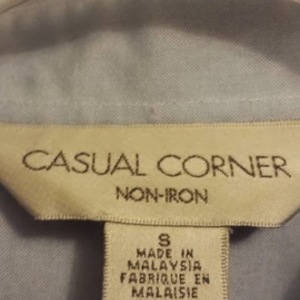 CASUAL CORNER
NON-IRON
S
MADE IN
MALAYSIA
FABRIQUE EN
MALAISIE